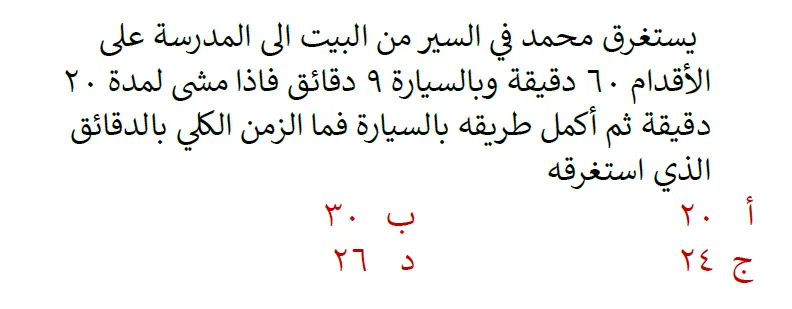 يستغرق محمد في السير من البيت الى المدرسة على
الأقدام ٦٠ دقيقة وبالسيارة ٩ دقائق فاذا مشى لمدة ٢٠
دقيقة ثم أكمل طريقه بالسيارة فما الزمن الكلي بالدقائق
الذي استغرقه
أ ٢٠ ب ٣٠
ج ٢٤ د ٢٦